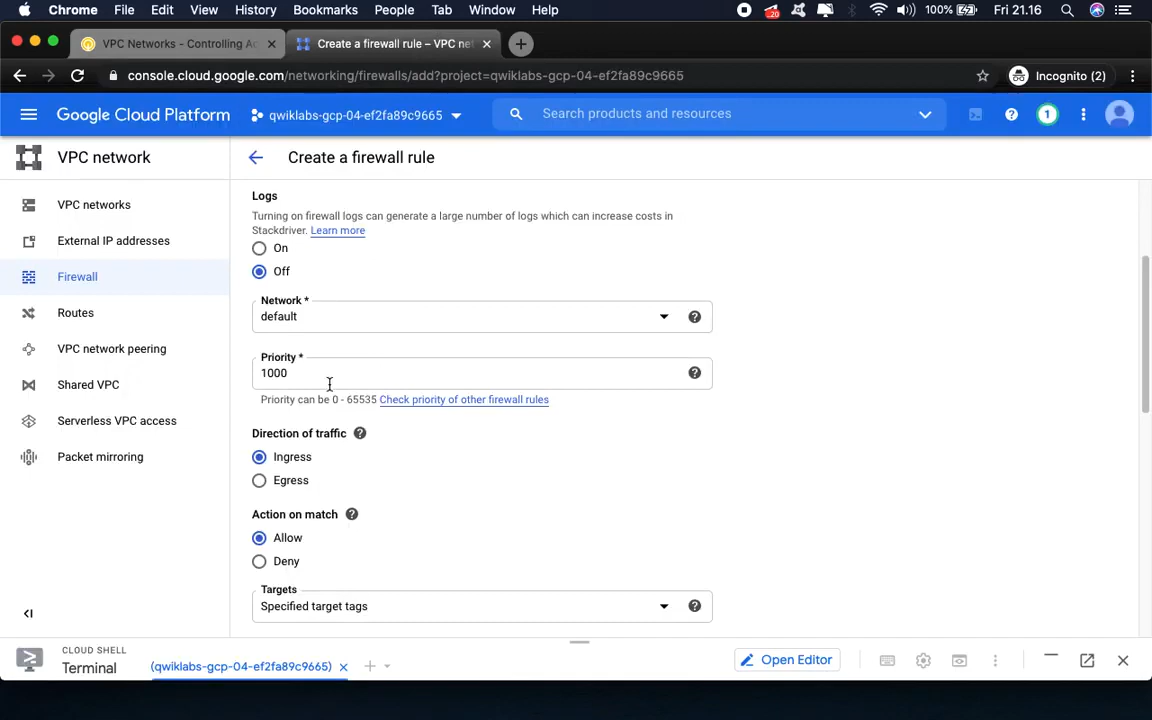 Chrome File Edit View History Bookmarks People Tab Window Help 20 100% Fri 21.16
VPC Networks - Controlling Ac Create a firewall rule – VPC net
console.cloud.google.com/networking/firewalls/add?project=qwiklabs-gcp-04-ef2fa89c9665 Incognito (2)
Google Cloud Platform qwiklabs-gcp-04-ef2fa89c9665 Search products and resources 1
VPC network Create a firewall rule
VPC networks
External IP addresses
Firewall
Routes
VPC network peering
Shared VPC
Serverless VPC access
Packet mirroring
Logs
Turning on firewall logs can generate a large number of logs which can increase costs in
Stackdriver. Learn more
On
Off
Network *
default
Priority *
1000
Priority can be 0 - 65535 Check priority of other firewall rules
Direction of traffic
Ingress
Egress
Action on match
Allow
Deny
Targets
Specified target tags
CLOUD SHELL
Terminal (qwiklabs-gcp-04-ef2fa89c9665) Open Editor